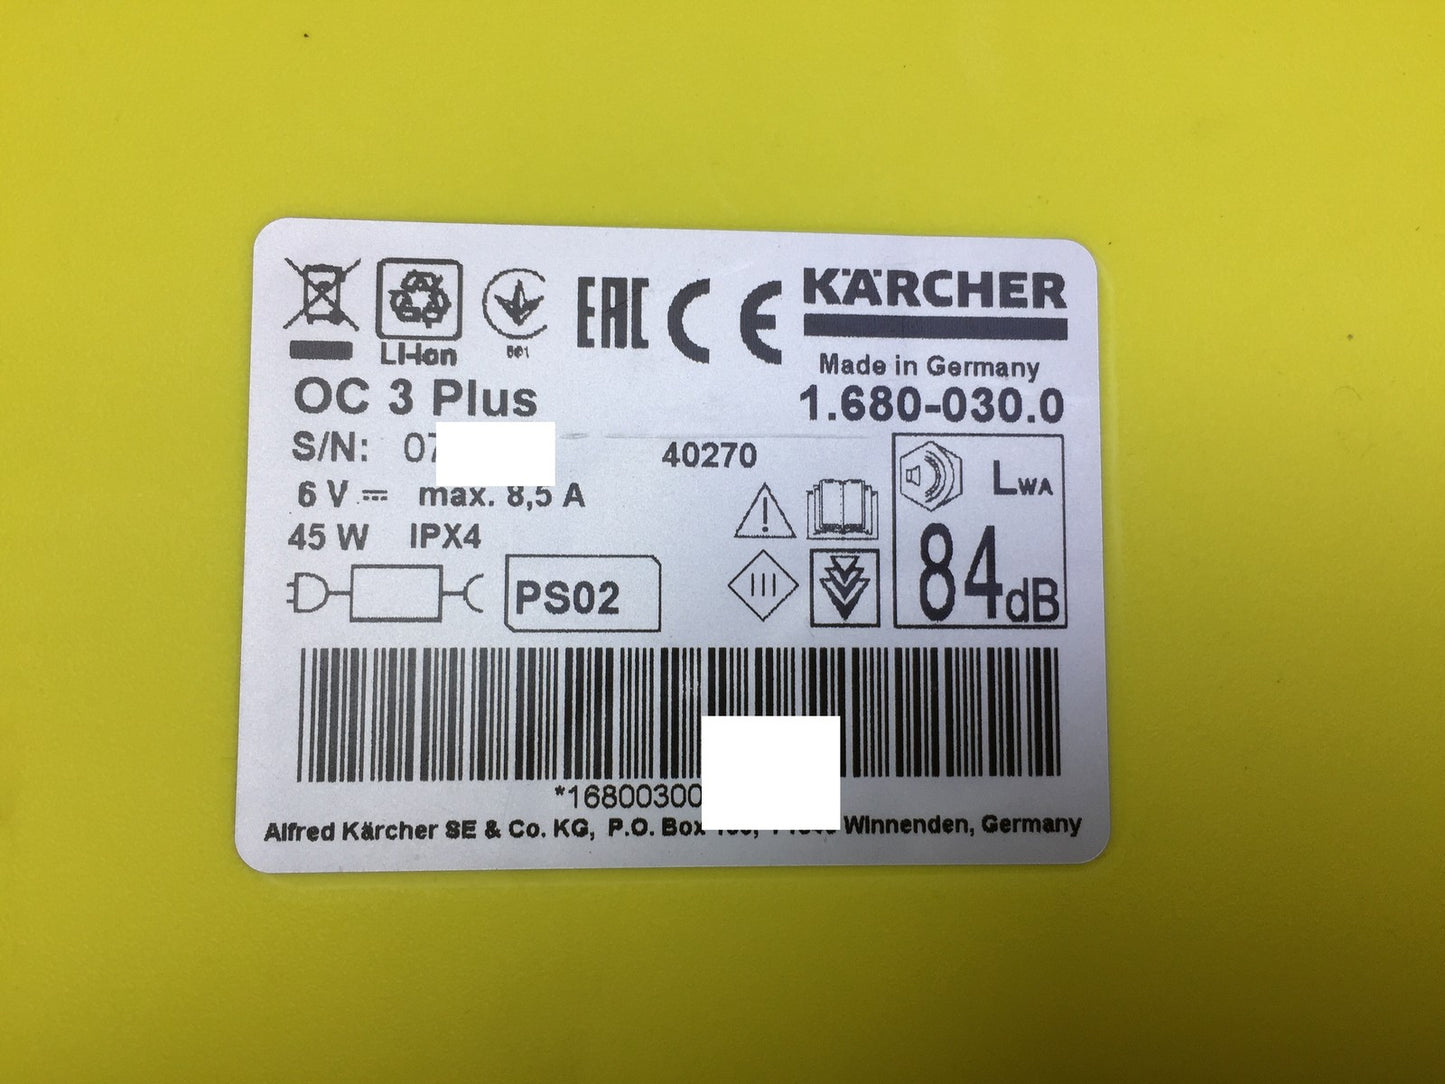 Li-Ion
001
EAC CE
KÄRCHER
Made in Germany
OC 3 Plus
1.680-030.0
S/N: 07
40270
6 V max. 8,5 A
45 W IPX4
PS02
LWA
84dB
*16800300
Alfred Kärcher SE & Co. KG, P.O. Box Winnenden, Germany